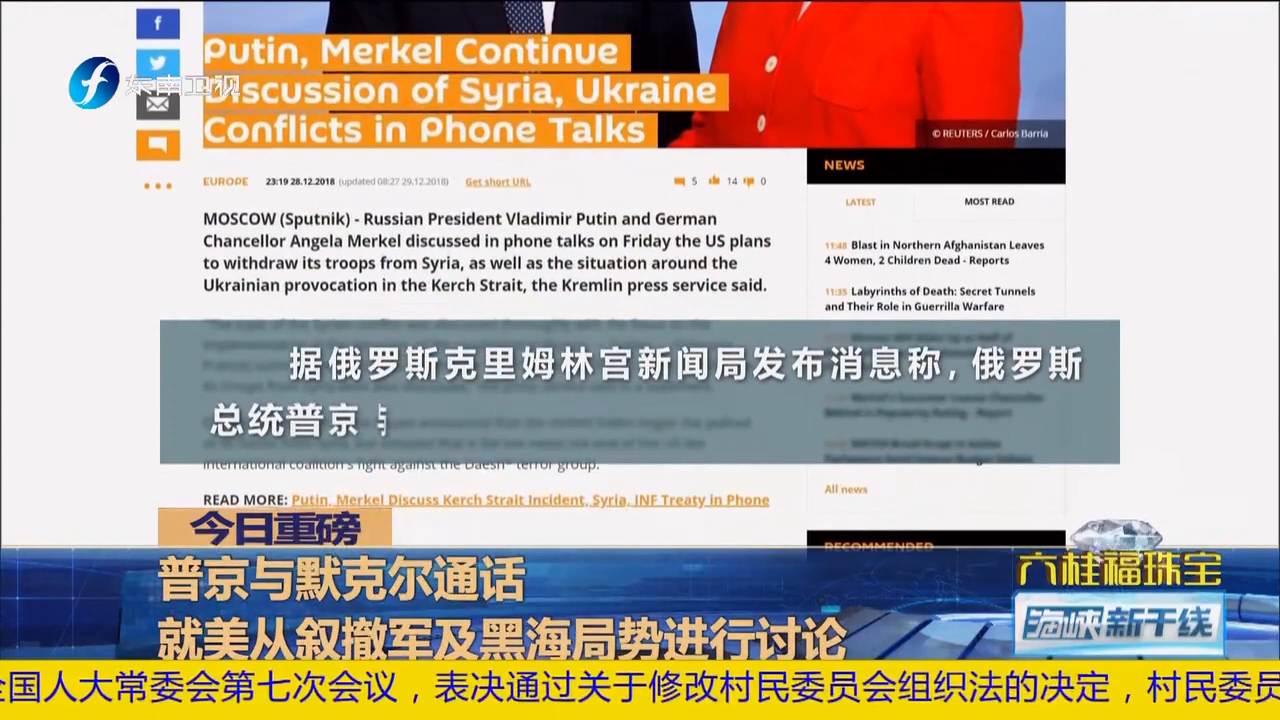 东南卫视
Putin, Merkel Continue
Discussion of Syria, Ukraine
Conflicts in Phone Talks
© REUTERS / Carlos Barria
EUROPE 23:19 28.12.2018 (updated 08:27 29.12.2018) Get short URL 5 14 0
MOSCOW (Sputnik) - Russian President Vladimir Putin and German
Chancellor Angela Merkel discussed in phone talks on Friday the US plans
to withdraw its troops from Syria, as well as the situation around the
Ukrainian provocation in the Kerch Strait, the Kremlin press service said.
NEWS
LATEST MOST READ
11:48 Blast in Northern Afghanistan Leaves
4 Women, 2 Children Dead - Reports
11:35 Labyrinths of Death: Secret Tunnels
and Their Role in Guerrilla Warfare
据俄罗斯克里姆林宫新闻局发布消息称,俄罗斯
总统普京
international coalition's fight against the Daesh* terror group.
All news
READ MORE: Putin, Merkel Discuss Kerch Strait Incident, Syria, INF Treaty in Phone
RECOMMENDED
今日重磅
普京与默克尔通话
就美从叙撤军及黑海局势进行讨论
六桂福珠宝
海峡新干线
全国人大常委会第七次会议，表决通过关于修改村民委员会组织法的决定，村民委员